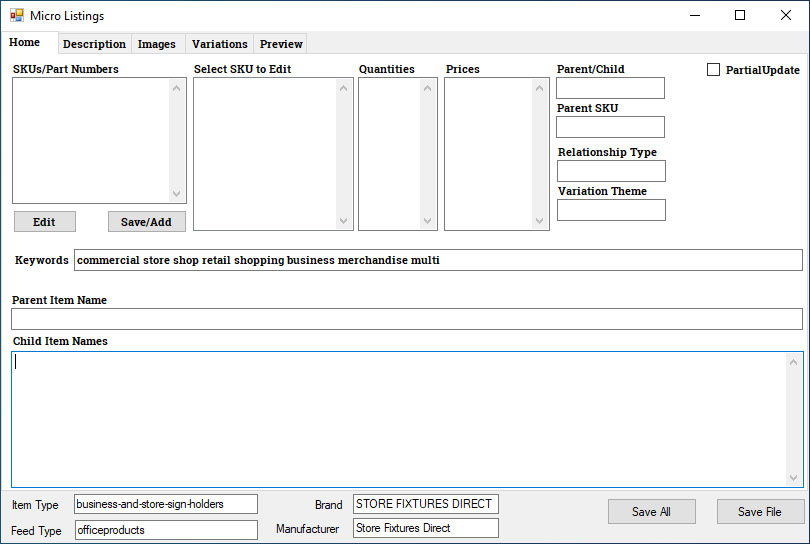 Micro Listings
Home Description Images Variations Preview
SKUs/Part Numbers Select SKU to Edit Quantities Prices Parent/Child PartialUpdate
Parent SKU
Relationship Type
Variation Theme
Edit Save/Add
Keywords commercial store shop retail shopping business merchandise multi
Parent Item Name
Child Item Names
Item Type business-and-store-sign-holders Brand STORE FIXTURES DIRECT Save All Save File
Feed Type officeproducts Manufacturer Store Fixtures Direct